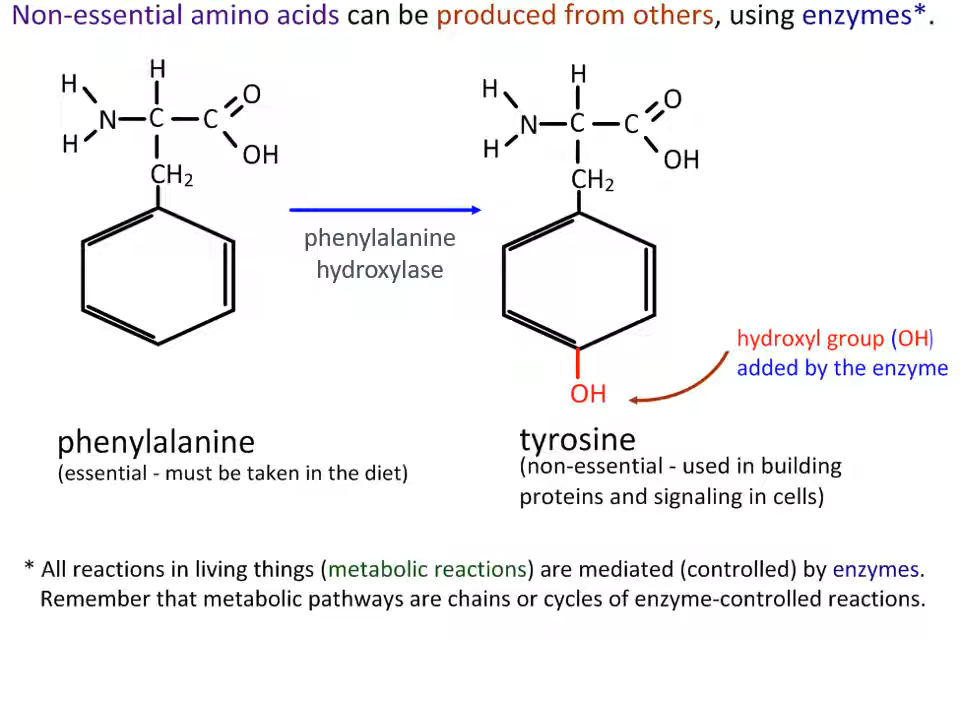 Non-essential amino acids can be produced from others, using enzymes*.
H
H
O
N
C
C
H
OH
CH₂
H
H
O
N
C
C
H
OH
CH₂
phenylalanine
hydroxylase
hydroxyl group (OH)
added by the enzyme
OH
phenylalanine
(essential - must be taken in the diet)
tyrosine
(non-essential - used in building
proteins and signaling in cells)
* All reactions in living things (metabolic reactions) are mediated (controlled) by enzymes.
Remember that metabolic pathways are chains or cycles of enzyme-controlled reactions.